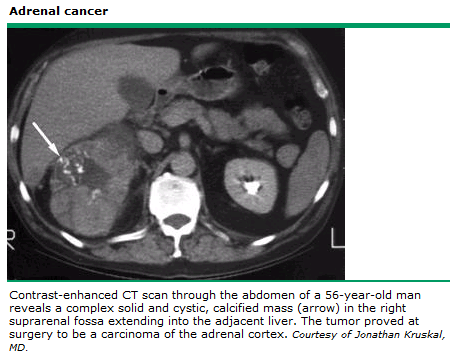 Adrenal cancer
R
L
Contrast-enhanced CT scan through the abdomen of a 56-year-old man
reveals a complex solid and cystic, calcified mass (arrow) in the right
suprarenal fossa extending into the adjacent liver. The tumor proved at
surgery to be a carcinoma of the adrenal cortex. Courtesy of Jonathan Kruskal,
MD.